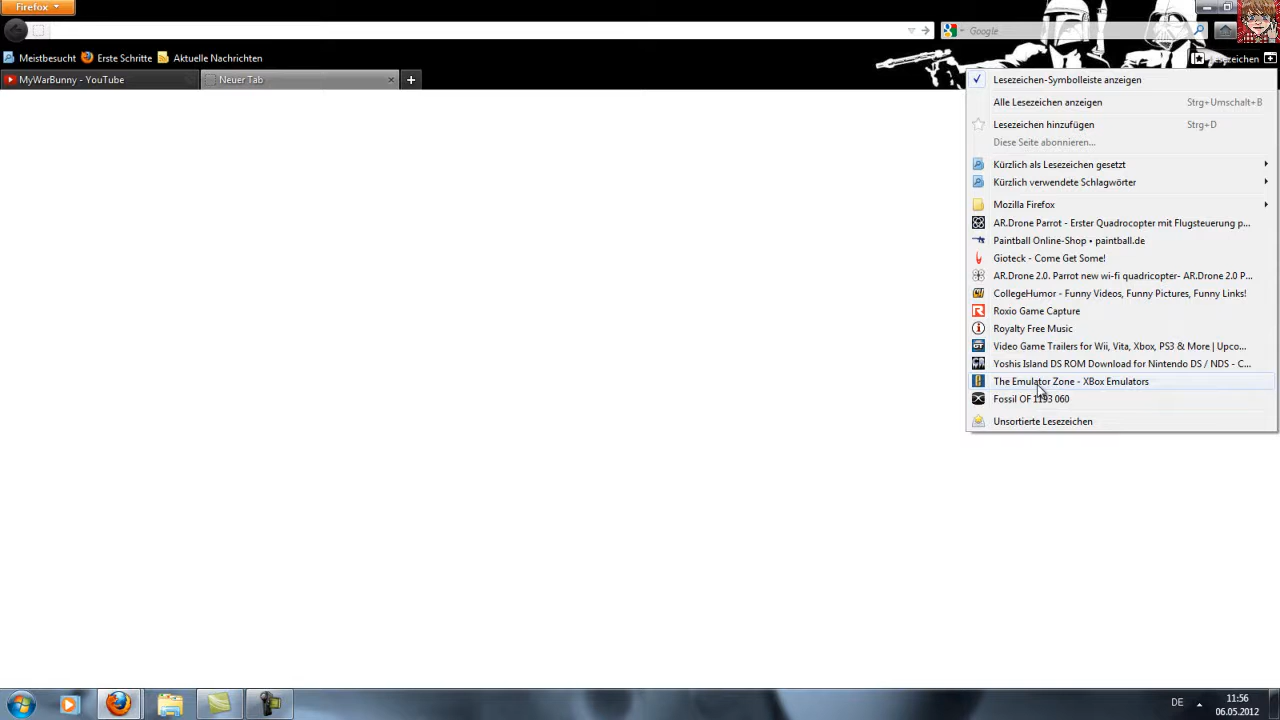 Firefox
Google
Meistbesucht Erste Schritte Aktuelle Nachrichten
Lesezeichen
MyWarBunny - YouTube
Neuer Tab
Lesezeichen-Symbolleiste anzeigen
Alle Lesezeichen anzeigen Strg+Umschalt+B
Lesezeichen hinzufügen Strg+D
Diese Seite abonnieren...
Kürzlich als Lesezeichen gesetzt
Kürzlich verwendete Schlagwörter
Mozilla Firefox
AR.Drone Parrot - Erster Quadrocopter mit Flugsteuerung p...
Paintball Online-Shop • paintball.de
Gioteck - Come Get Some!
AR.Drone 2.0. Parrot new wi-fi quadricopter- AR.Drone 2.0 P...
CollegeHumor - Funny Videos, Funny Pictures, Funny Links!
Roxio Game Capture
Royalty Free Music
Video Game Trailers for Wii, Vita, Xbox, PS3 & More | Upco...
Yoshis Island DS ROM Download for Nintendo DS / NDS - C...
The Emulator Zone - XBox Emulators
Fossil OF 1193 060
Unsortierte Lesezeichen
DE
11:56
06.05.2012